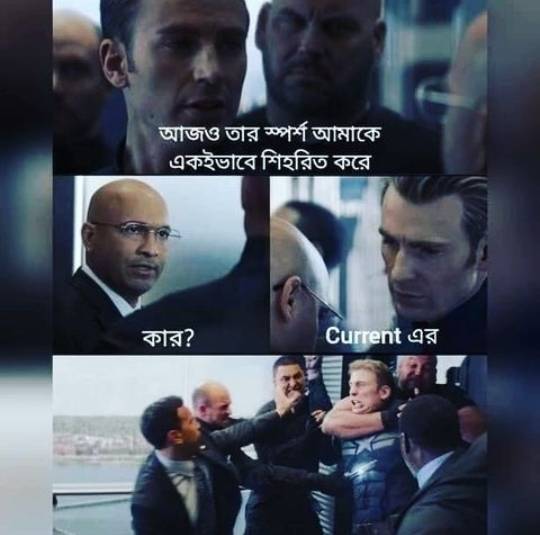 আজও তার স্পর্শ আমাকে
একইভাবে শিহরিত করে
কার?
Current এর